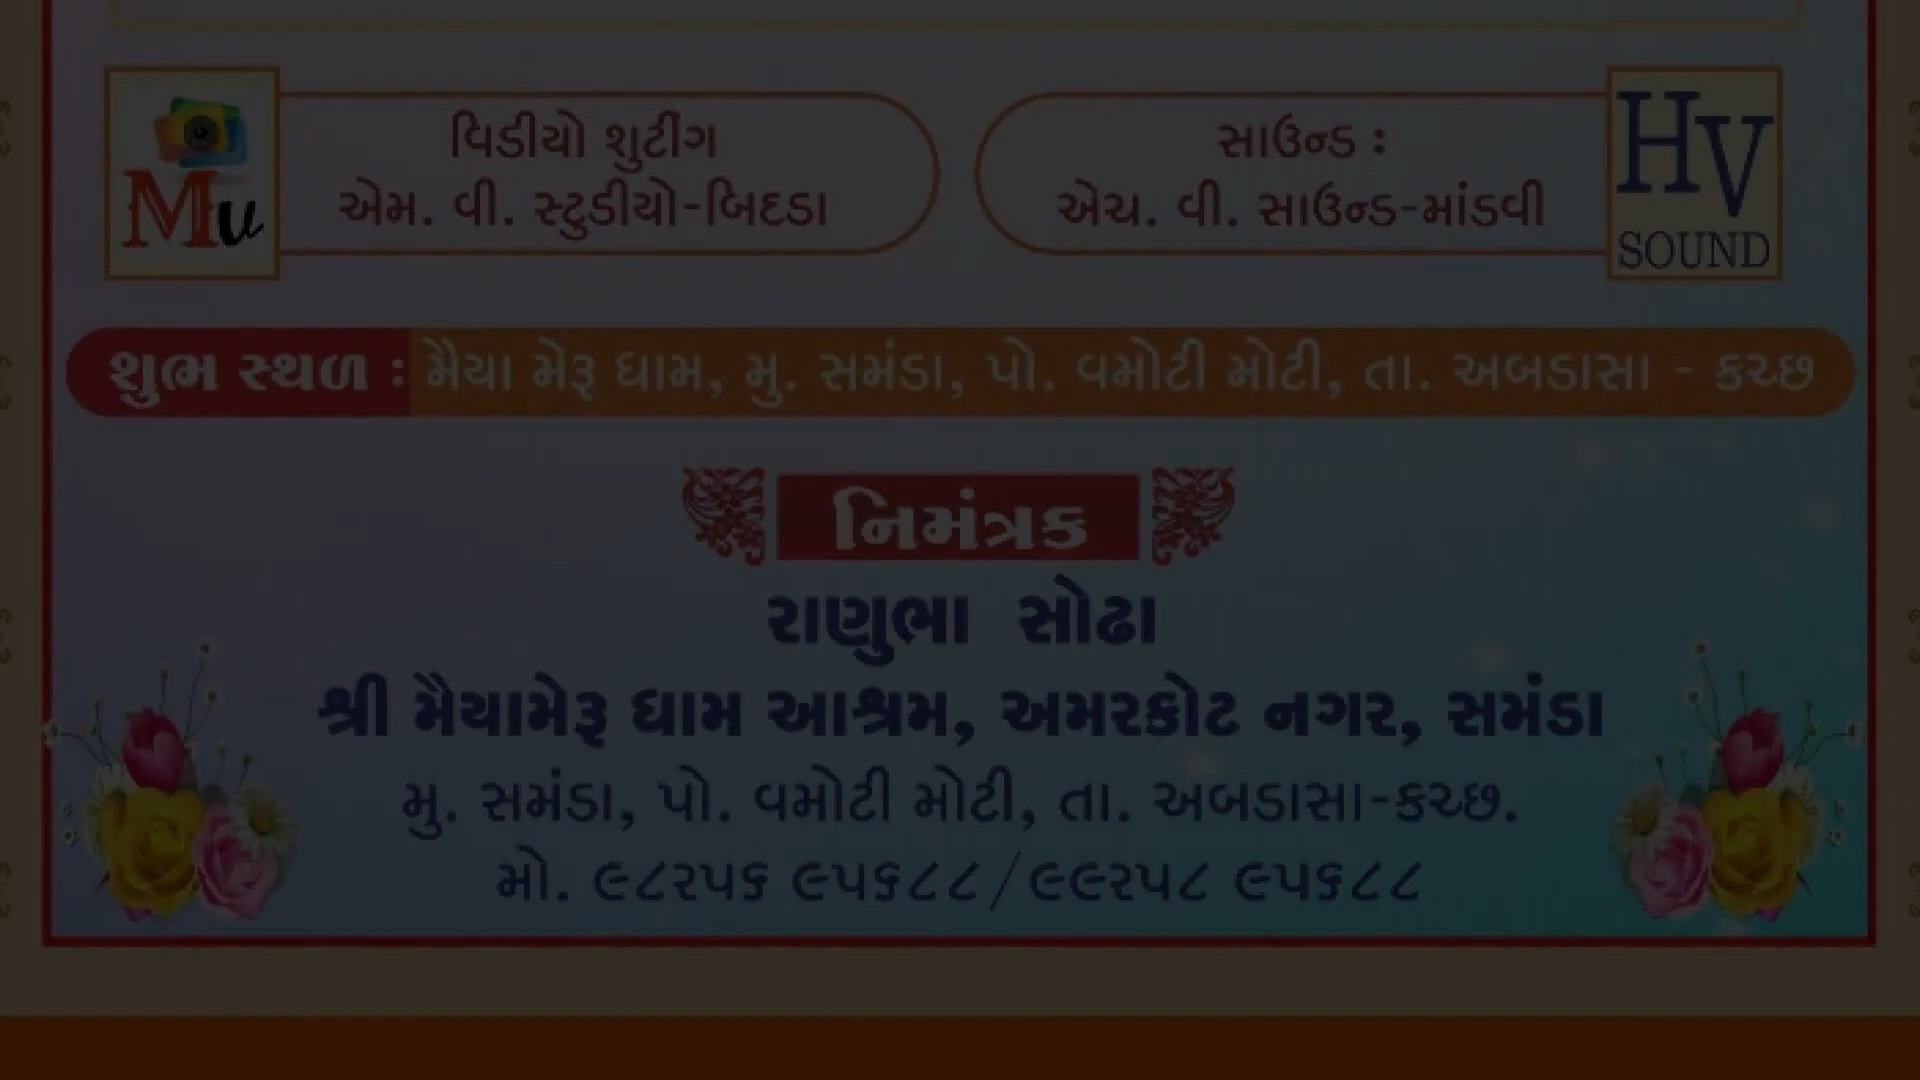 Mv
વિડીયો શુટીંગ
એમ. વી. સ્ટુડીયો-બિદડા
સાઉન્ડ :
એચ. વી. સાઉન્ડ-માંડવી
HV
SOUND
શુભ સ્થળ : મૈયા મેરૂ ધામ, મુ. સમંડા, પો. વમોટી મોટી, તા. અબડાસા - કચ્છ
નિમંત્રક
રાણુભા સોઢા
શ્રી મૈયામેરૂ ધામ આશ્રમ, અમરકોટ નગર, સમંડા
મુ. સમંડા, પો. વમોટી મોટી, તા. અબડાસા-કચ્છ.
મો. ૯૮૨૫૬ ૯૫૬૮૮/૯૯૨૫૮ ૯૫૬૮૮